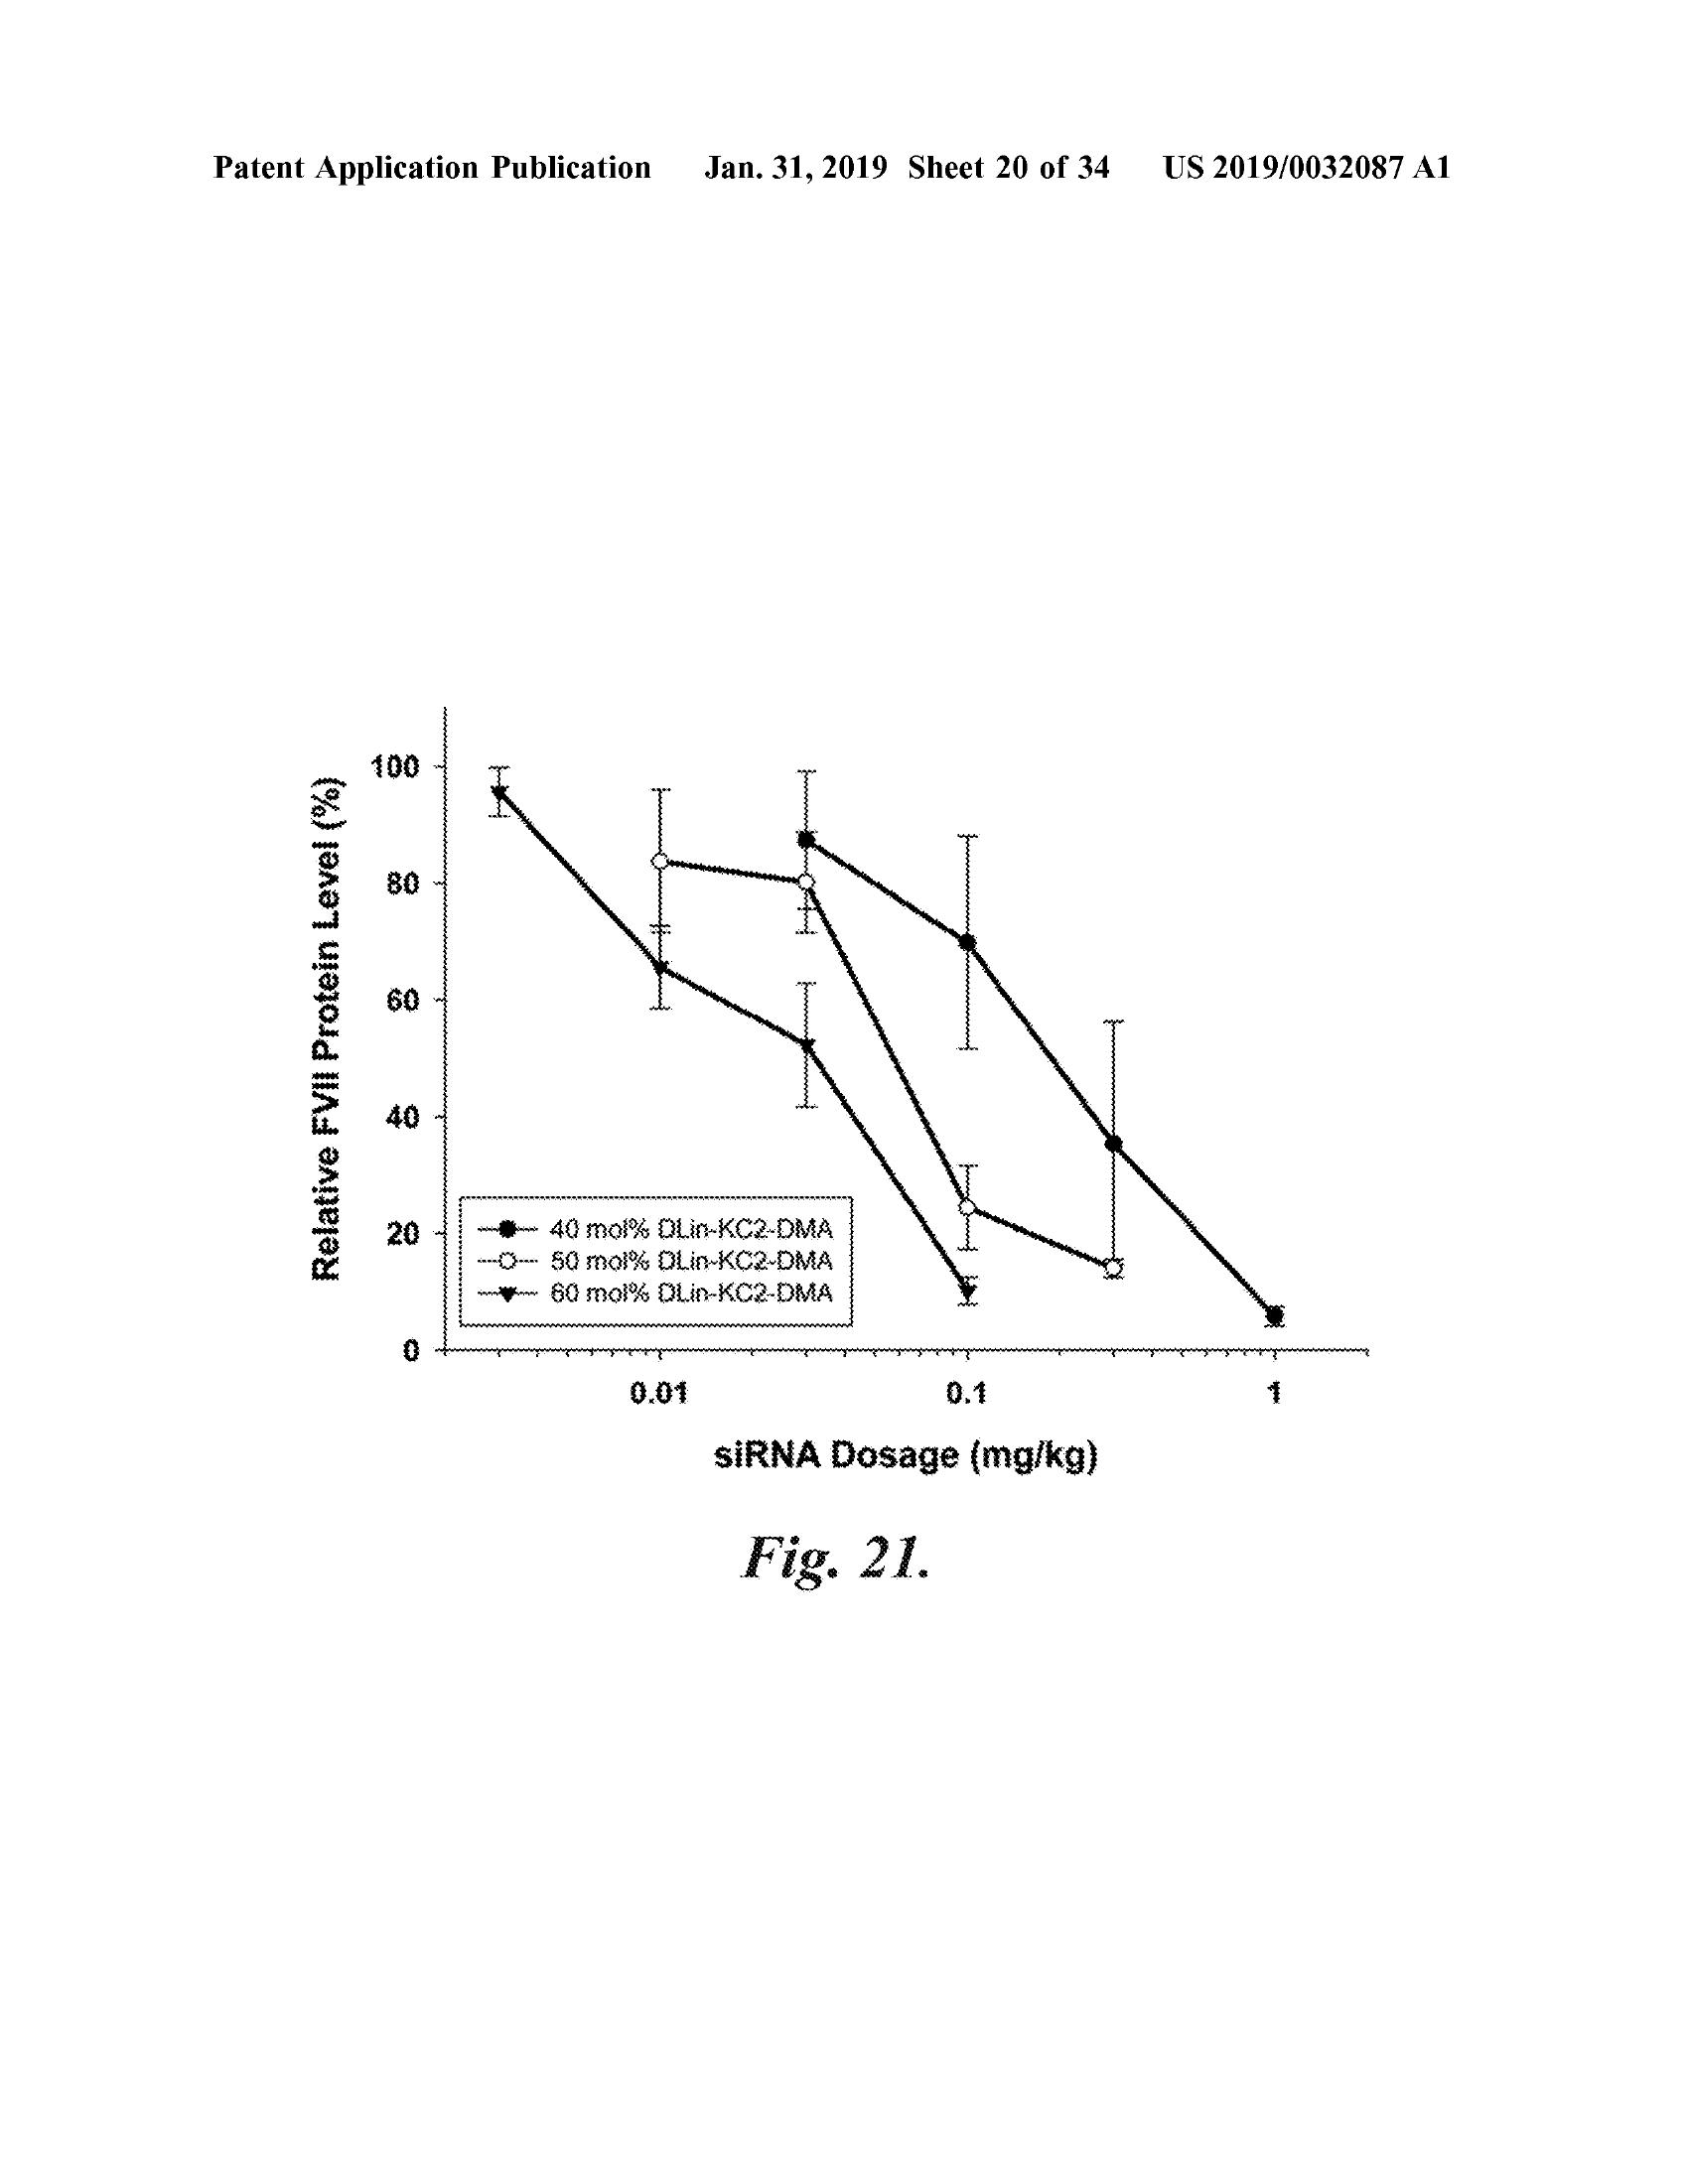 Patent Application Publication Jan. 31, 2019 Sheet 20 of 34 US 2019/0032087 A1
Relative FVII Protein Level (%)
100
80
60
40
20
0
40 mol% DLin-KC2-DMA
50 mol% DLin-KC2-DMA
60 mol% DLin-KC2-DMA
0.01 0.1 1
siRNA Dosage (mg/kg)
Fig. 21.